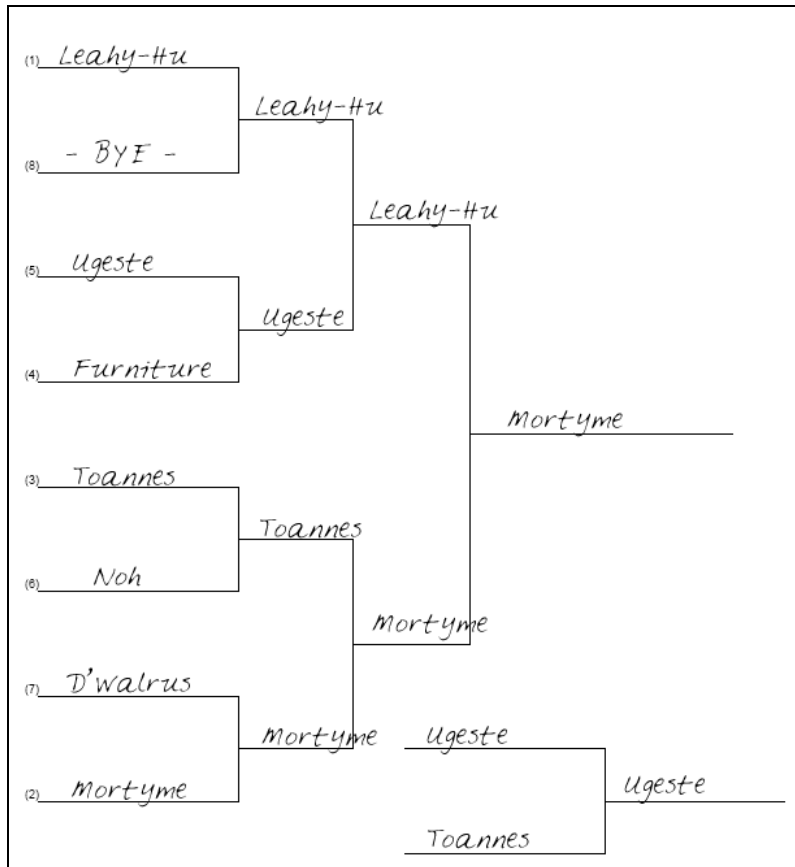 (1) Leahy-Hu
Leahy-Hu
(8) - BYE -
Leahy-Hu
(5) Ugeste
Ugeste
(4) Furniture
Mortyme
(3) Toannes
Toannes
(6) Noh
Mortyme
(7) D'Walrus
Mortyme
(2) Mortyme
Ugeste
Ugeste
Toannes